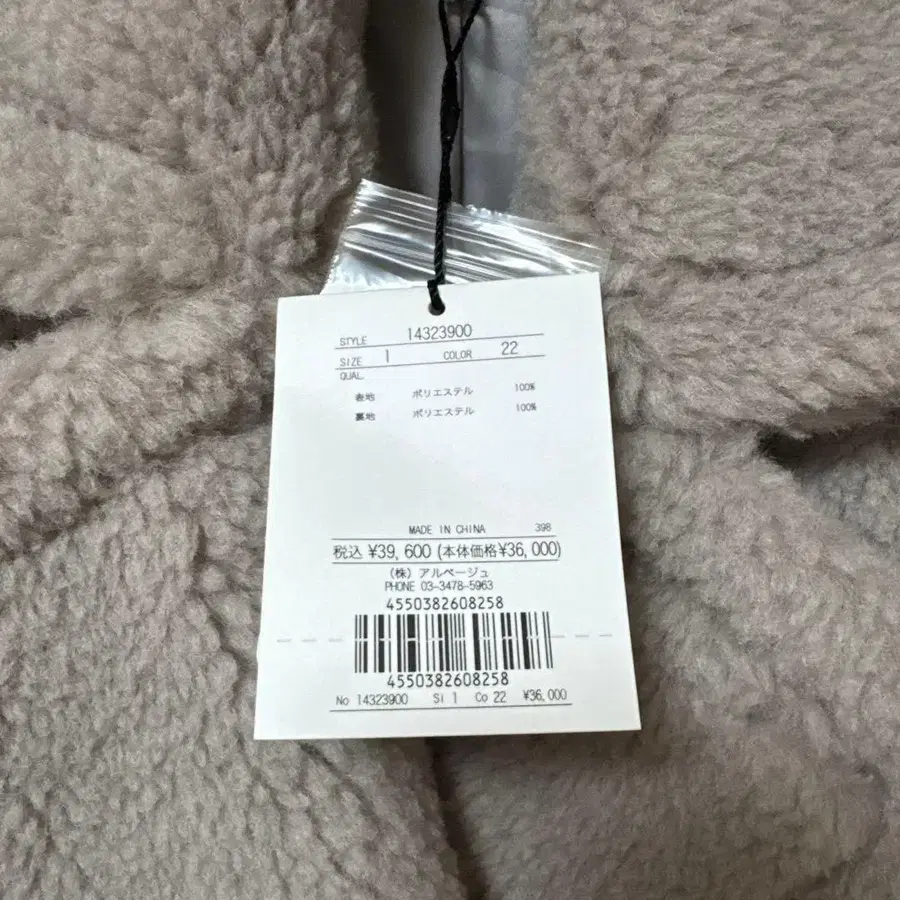 STYLE 14323900
SIZE 1 COLOR 22
QUAL.
表地 ポリエステル 100%
裏地 ポリエステル 100%
MADE IN CHINA 398
税込 ¥39,600 (本体価格¥36,000)
(株) アルページュ
PHONE 03-3478-5963
4550382608258
4550382608258
No 14323900 Si 1 Co 22 ¥36,000